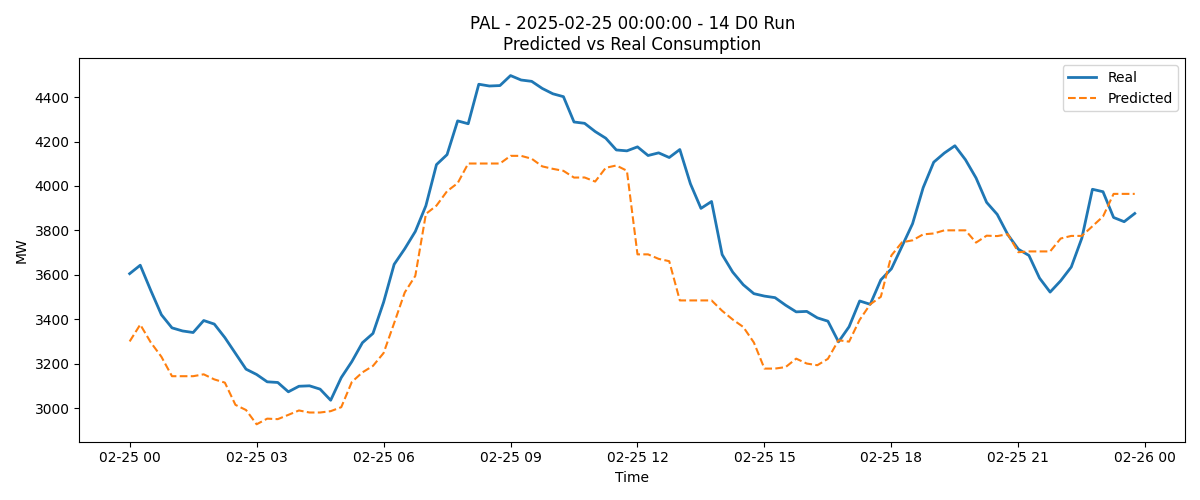 PAL - 2025-02-25 00:00:00 - 14 D0 Run
Predicted vs Real Consumption
Real
Predicted
MW
4400
4200
4000
3800
3600
3400
3200
3000
02-25 00
02-25 03
02-25 06
02-25 09
02-25 12
02-25 15
02-25 18
02-25 21
02-26 00
Time